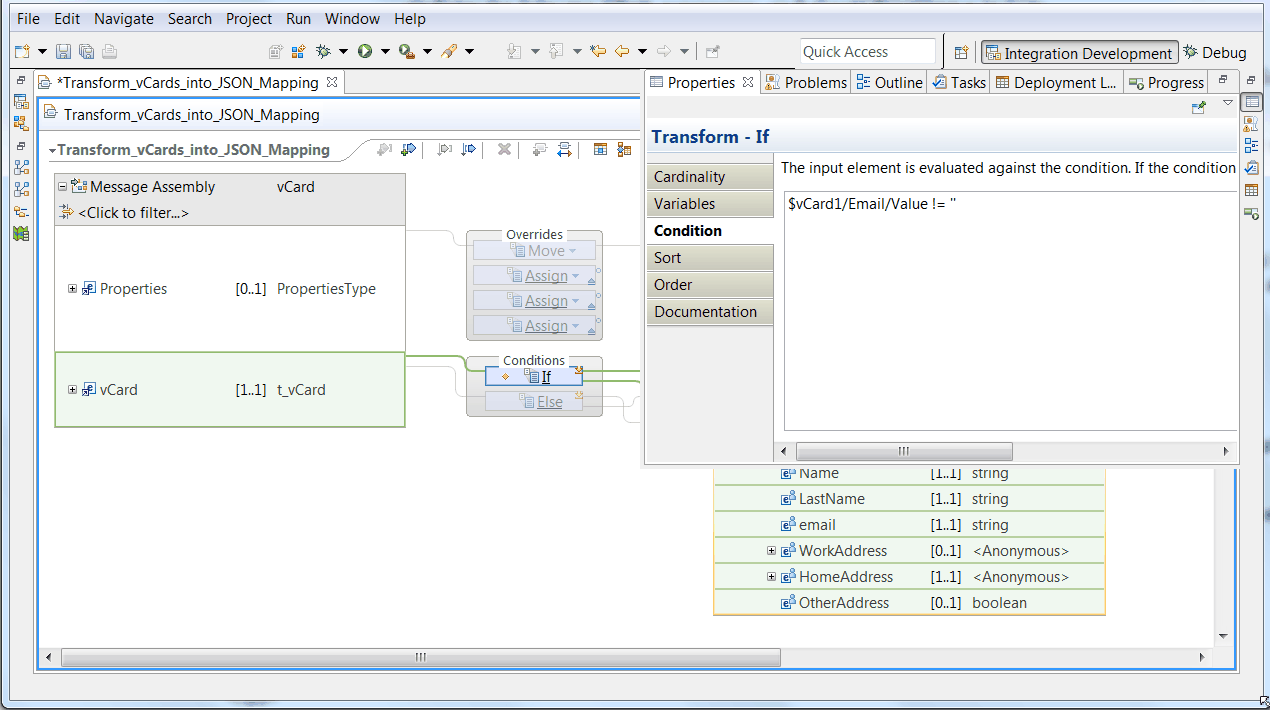 File Edit Navigate Search Project Run Window Help
Quick Access
Integration Development
Debug
*Transform_vCards_into_JSON_Mapping
Transform_vCards_into_JSON_Mapping
Transform_vCards_into_JSON_Mapping
Message Assembly vCard
<Click to filter...>
Properties [0..1] PropertiesType
vCard [1..1] t_vCard
Overrides
Move
Assign
Assign
Assign
Conditions
If
Else
Properties Problems Outline Tasks Deployment L... Progress
Transform - If
Cardinality
Variables
Condition
Sort
Order
Documentation
The input element is evaluated against the condition. If the condition
$vCard1/Email/Value != ''
Name [1..1] string
LastName [1..1] string
email [1..1] string
WorkAddress [0..1] <Anonymous>
HomeAddress [1..1] <Anonymous>
OtherAddress [0..1] boolean